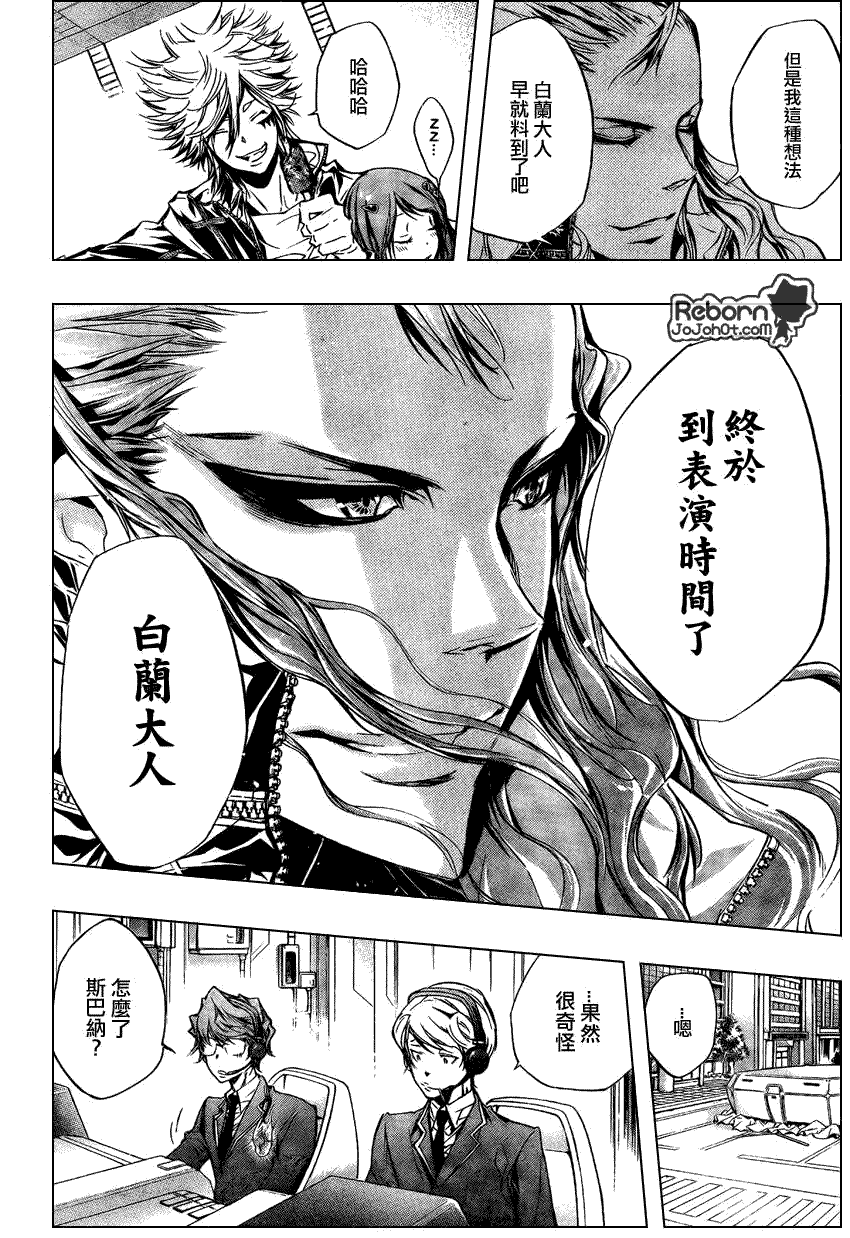 但是我這種想法
白蘭大人
早就料到了吧
哈哈哈
ZZ...
Reborn
JoJohOt.com
終於
到表演時間了
白蘭大人
…嗯
…果然
很奇怪
怎麼了
斯巴納?